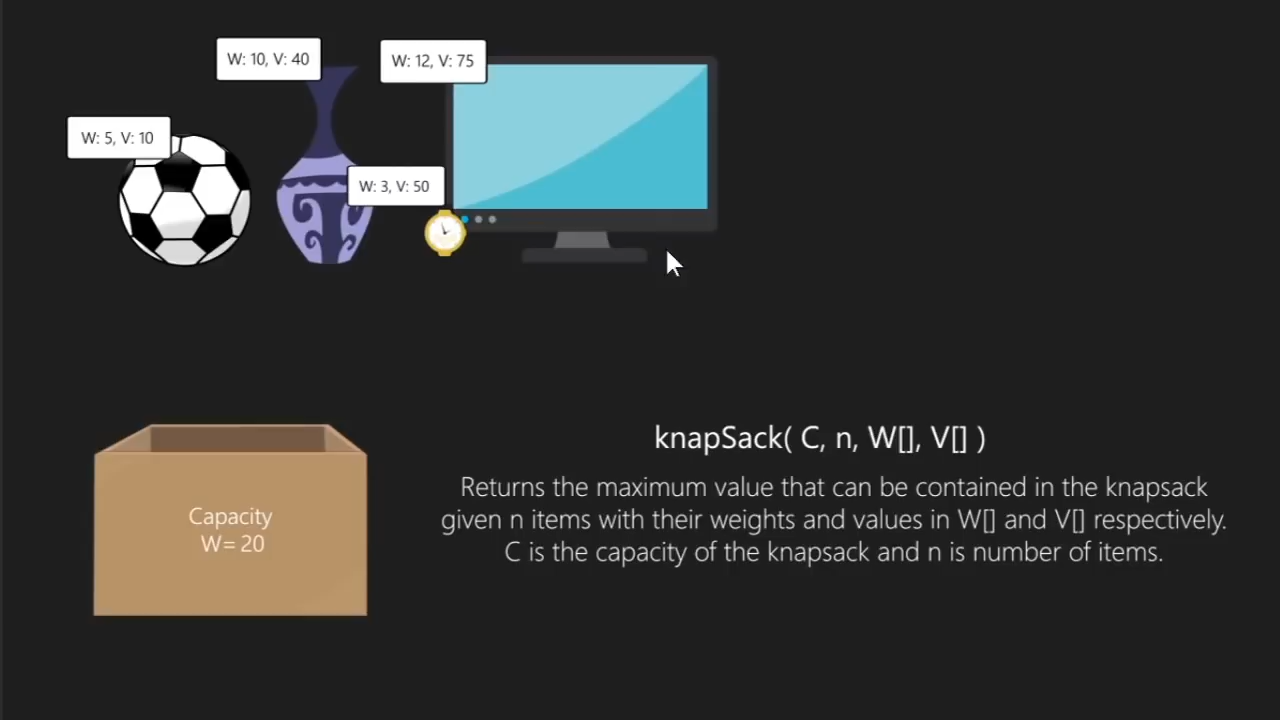 W: 10, V: 40
W: 12, V: 75
W: 5, V: 10
W: 3, V: 50
knapSack( C, n, W[], V[] )
Returns the maximum value that can be contained in the knapsack
given n items with their weights and values in W[] and V[] respectively.
C is the capacity of the knapsack and n is number of items.
Capacity
W= 20